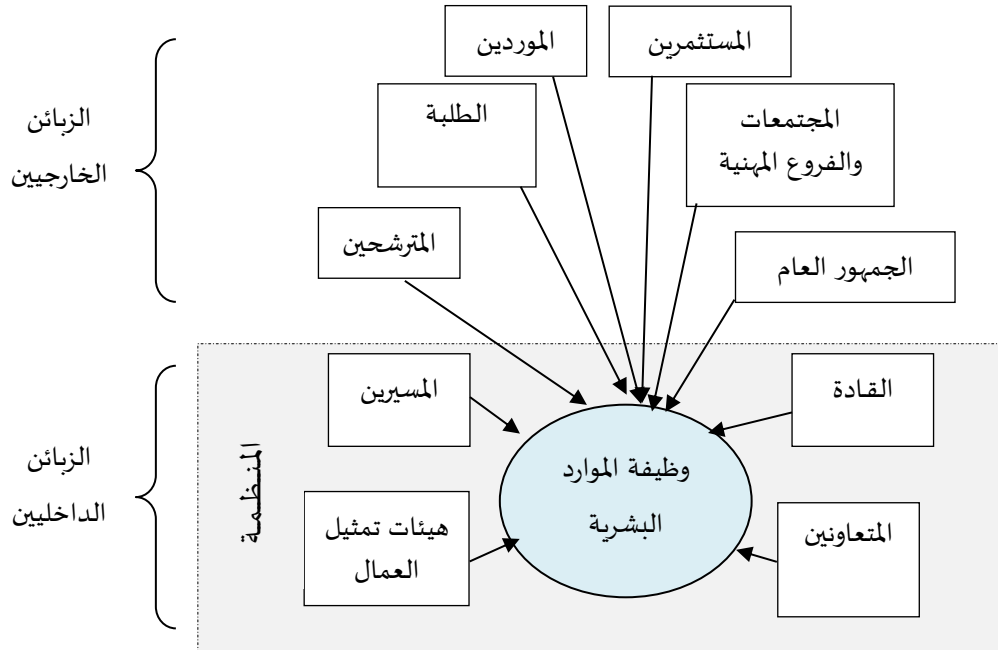 المستثمرين
الموردين
المجتمعات
والفروع المهنية
الطلبة
الزبائن
الخارجيين
المترشحين
الجمهور العام
القادة
المسيرين
المنظمة
الزبائن
الداخليين
وظيفة الموارد
البشرية
المتعاونين
هيئات تمثيل
العمال